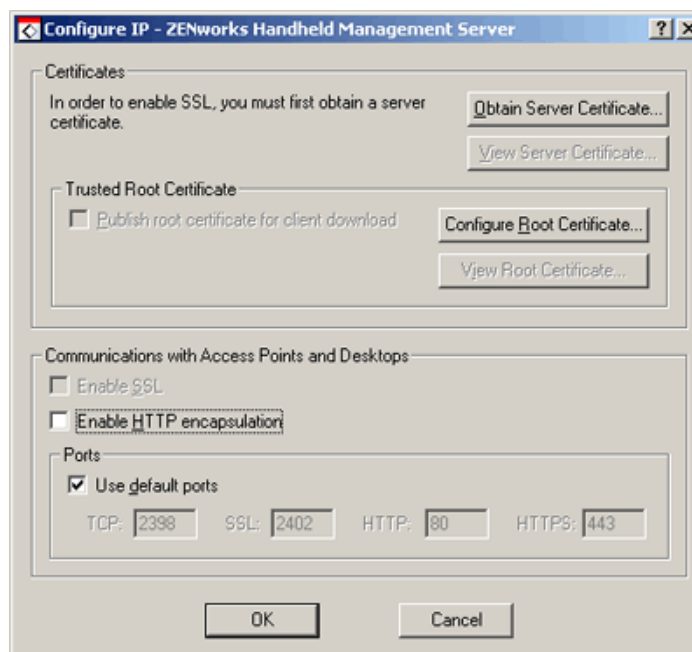 Configure IP - ZENworks Handheld Management Server
Certificates
In order to enable SSL, you must first obtain a server
certificate.
Obtain Server Certificate...
View Server Certificate...
Trusted Root Certificate
Publish root certificate for client download
Configure Root Certificate...
View Root Certificate...
Communications with Access Points and Desktops
Enable SSL
Enable HTTP encapsulation
Ports
Use default ports
TCP: 2398 SSL: 2402 HTTP: 80 HTTPS: 443
OK Cancel